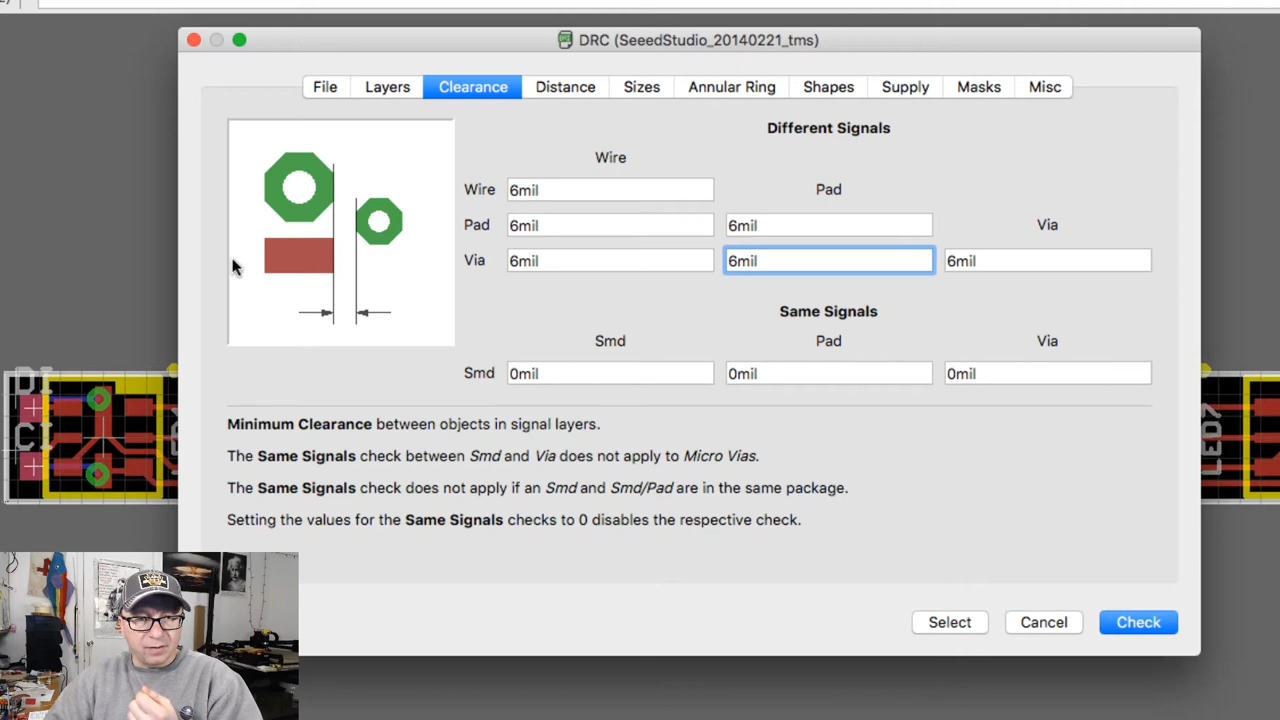 DRC (SeeedStudio_20140221_tms)
File Layers Clearance Distance Sizes Annular Ring Shapes Supply Masks Misc
Different Signals
Wire
Wire 6mil Pad
Pad 6mil 6mil Via
Via 6mil 6mil 6mil
Same Signals
Smd Pad Via
Smd 0mil 0mil 0mil
Minimum Clearance between objects in signal layers.
The Same Signals check between Smd and Via does not apply to Micro Vias.
The Same Signals check does not apply if an Smd and Smd/Pad are in the same package.
Setting the values for the Same Signals checks to 0 disables the respective check.
Select Cancel Check
DI
CI
LED7